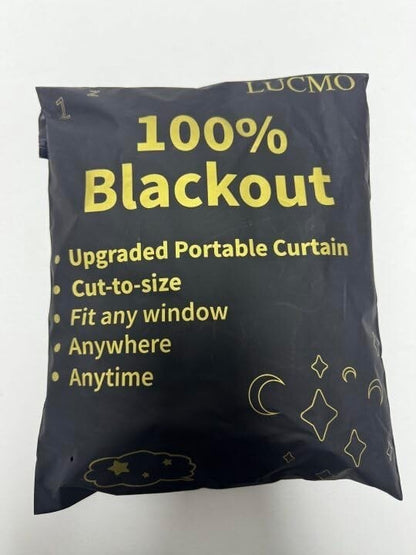 LUCMO
100%
Blackout
• Upgraded Portable Curtain
• Cut-to-size
• Fit any window
• Anywhere
• Anytime